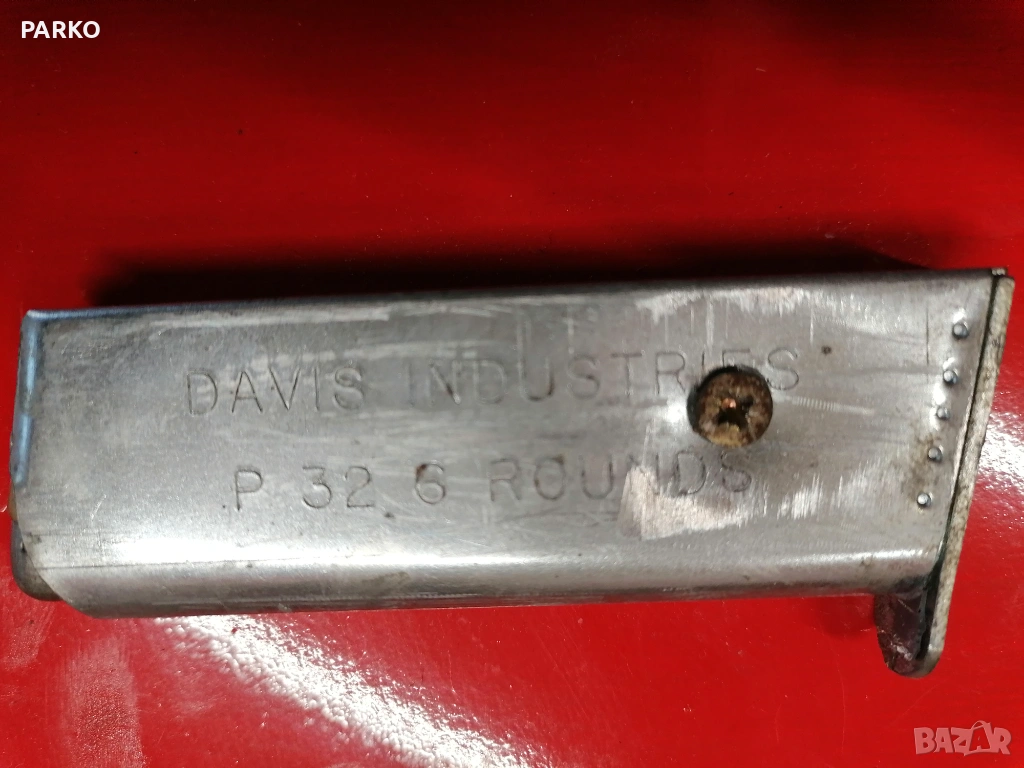 PARKO
DAVIS INDUSTRIES
P 32 6 ROUNDS
BAZAR